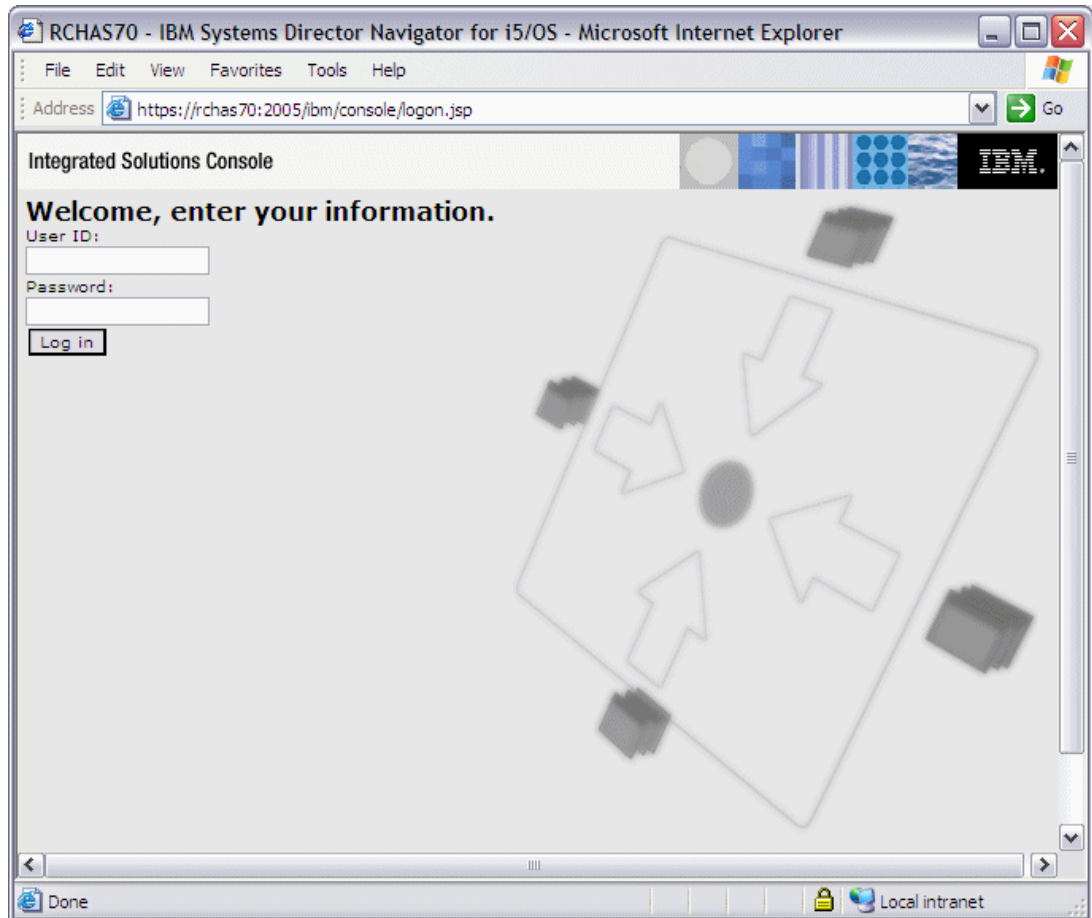 RCHAS70 - IBM Systems Director Navigator for i5/OS - Microsoft Internet Explorer
File Edit View Favorites Tools Help
Address https://rchas70:2005/ibm/console/logon.jsp Go
Integrated Solutions Console IBM.
Welcome, enter your information.
User ID:
Password:
Log in
Done Local intranet